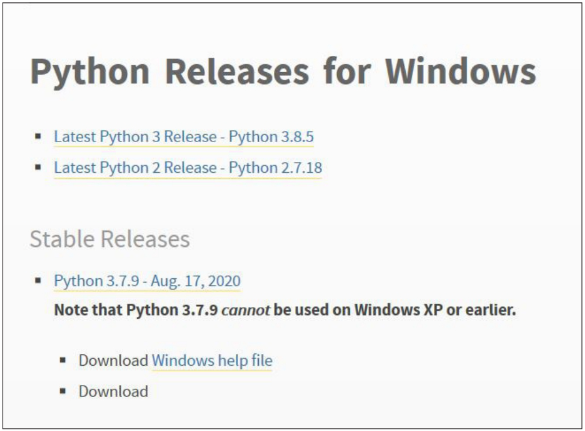 Python Releases for Windows
Latest Python 3 Release - Python 3.8.5
Latest Python 2 Release - Python 2.7.18
Stable Releases
Python 3.7.9 - Aug. 17, 2020
Note that Python 3.7.9 cannot be used on Windows XP or earlier.
Download Windows help file
Download